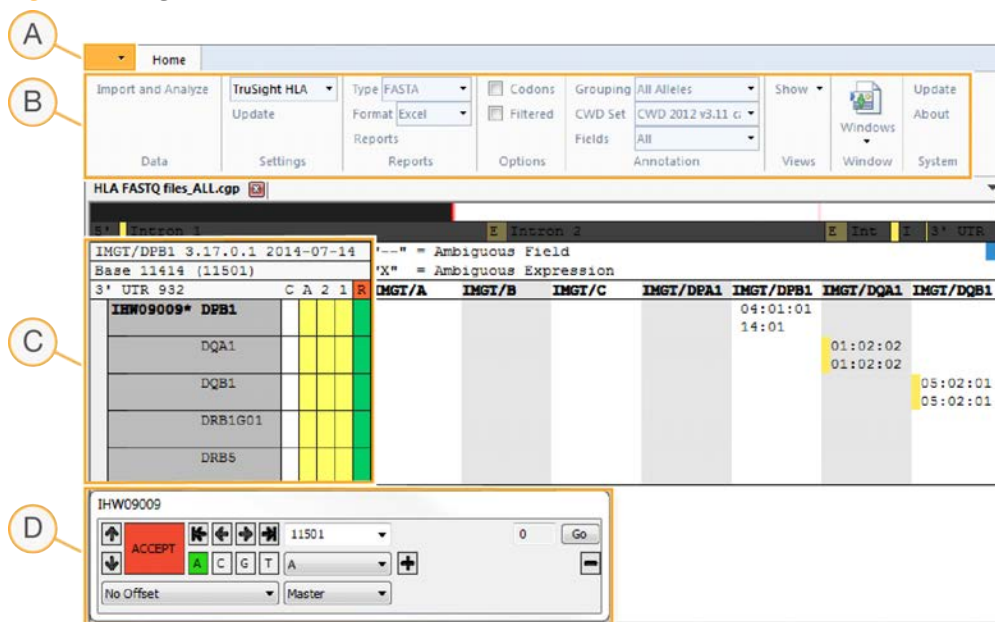 A
Home
B
Import and Analyze TruSight HLA Type FASTA Codons Grouping All Alleles Show Update
Update Format Excel Filtered CWD Set CWD 2012 v3.11 Windows About
Reports Fields All
Data Settings Reports Options Annotation Views Window System
HLA FASTQ files_ALL.cgp
5' Intron 1 E Intron 2 E Int I 3' UTR
IMGT/DPB1 3.17.0.1 2014-07-14 "--" = Ambiguous Field
Base 11414 (11501) "X" = Ambiguous Expression
3' UTR 932 C A 2 1 R IMGT/A IMGT/B IMGT/C IMGT/DPA1 IMGT/DPB1 IMGT/DQA1 IMGT/DQB1
IHW09009* DPB1 04:01:01
14:01
C
DQA1 01:02:02
01:02:02
DQB1 05:02:01
05:02:01
DRB1G01
DRB5
D
IHW09009
ACCEPT 11501 0 Go
A C G T A
No Offset Master